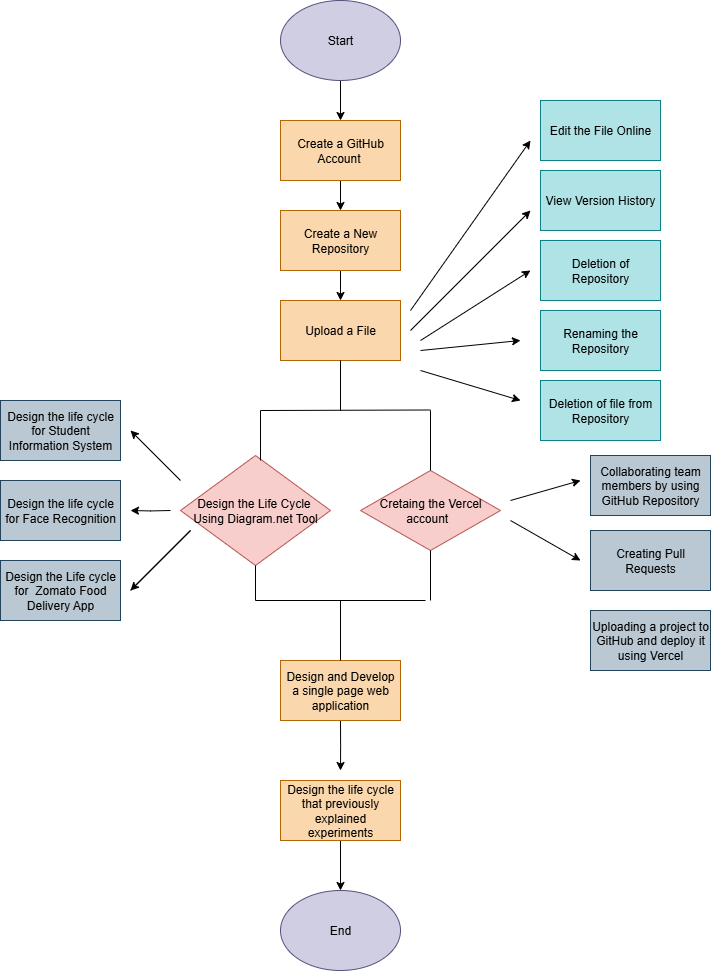 Start
Create a GitHub
Account
Create a New
Repository
Upload a File
Edit the File Online
View Version History
Deletion of
Repository
Renaming the
Repository
Deletion of file from
Repository
Design the life cycle
for Student
Information System
Design the life cycle
for Face Recognition
Design the Life cycle
for Zomato Food
Delivery App
Design the Life Cycle
Using Diagram.net Tool
Cretaing the Vercel
account
Collaborating team
members by using
GitHub Repository
Creating Pull
Requests
Uploading a project to
GitHub and deploy it
using Vercel
Design and Develop
a single page web
application
Design the life cycle
that previously
explained
experiments
End